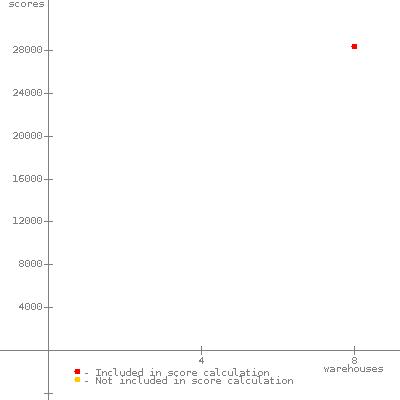 scores
28000
24000
20000
16000
12000
8000
4000
4
8
warehouses
- Included in score calculation
- Not included in score calculation